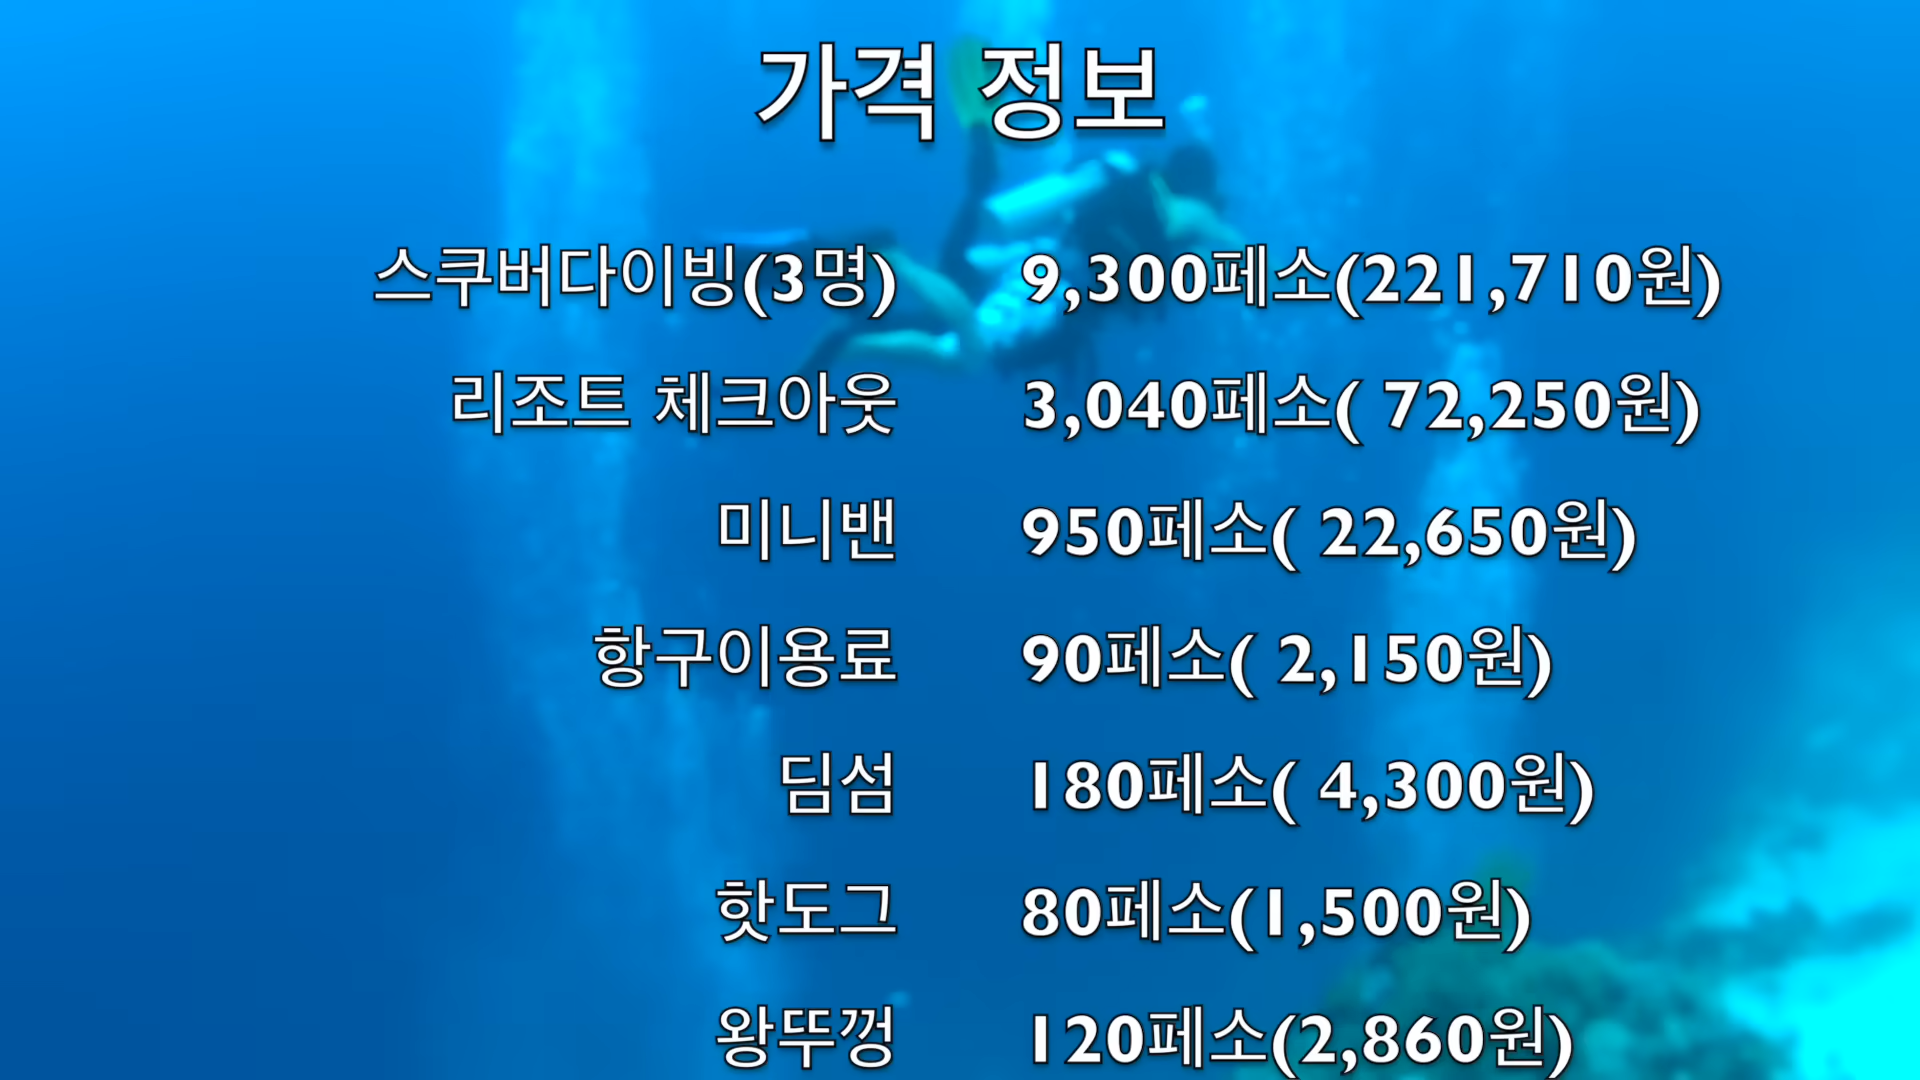 가격 정보
스쿠버다이빙(3명) 9,300페소(221,710원)
리조트 체크아웃 3,040페소( 72,250원)
미니밴 950페소( 22,650원)
항구이용료 90페소( 2,150원)
딤섬 180페소( 4,300원)
핫도그 80페소(1,500원)
왕뚜껑 120페소(2,860원)